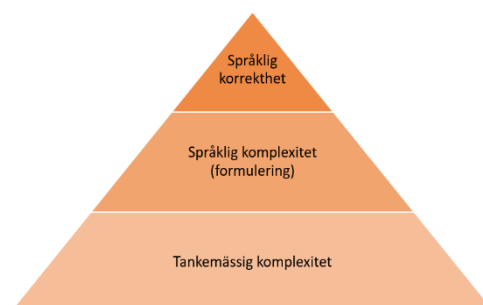 Språklig
korrekthet
Språklig komplexitet
(formulering)
Tankemässig komplexitet